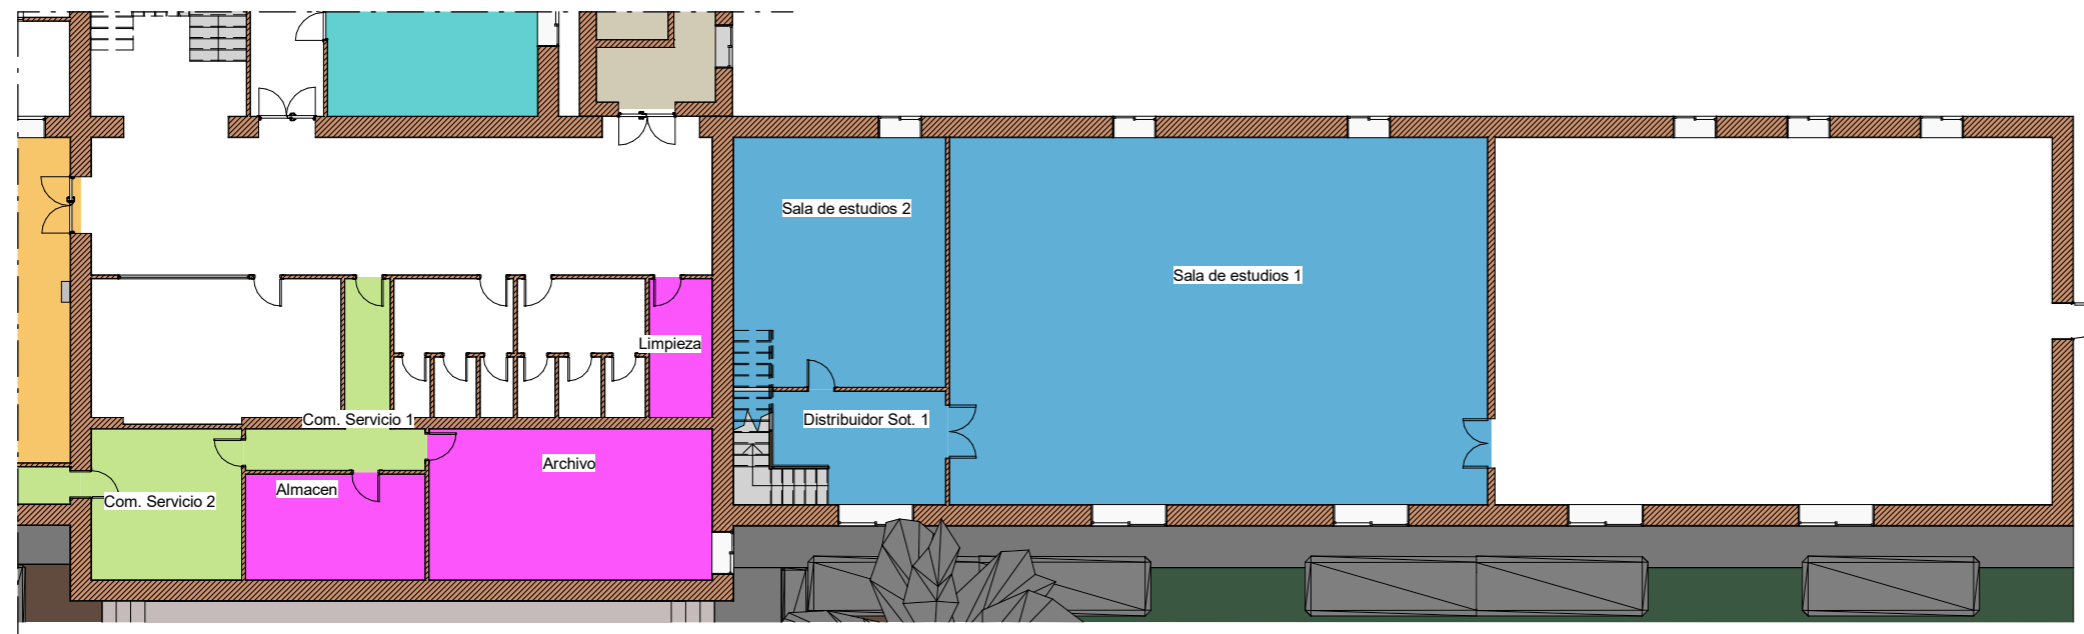 Sala de estudios 2
Sala de estudios 1
Limpieza
Com. Servicio 1
Distribuidor Sot. 1
Archivo
Almacen
Com. Servicio 2